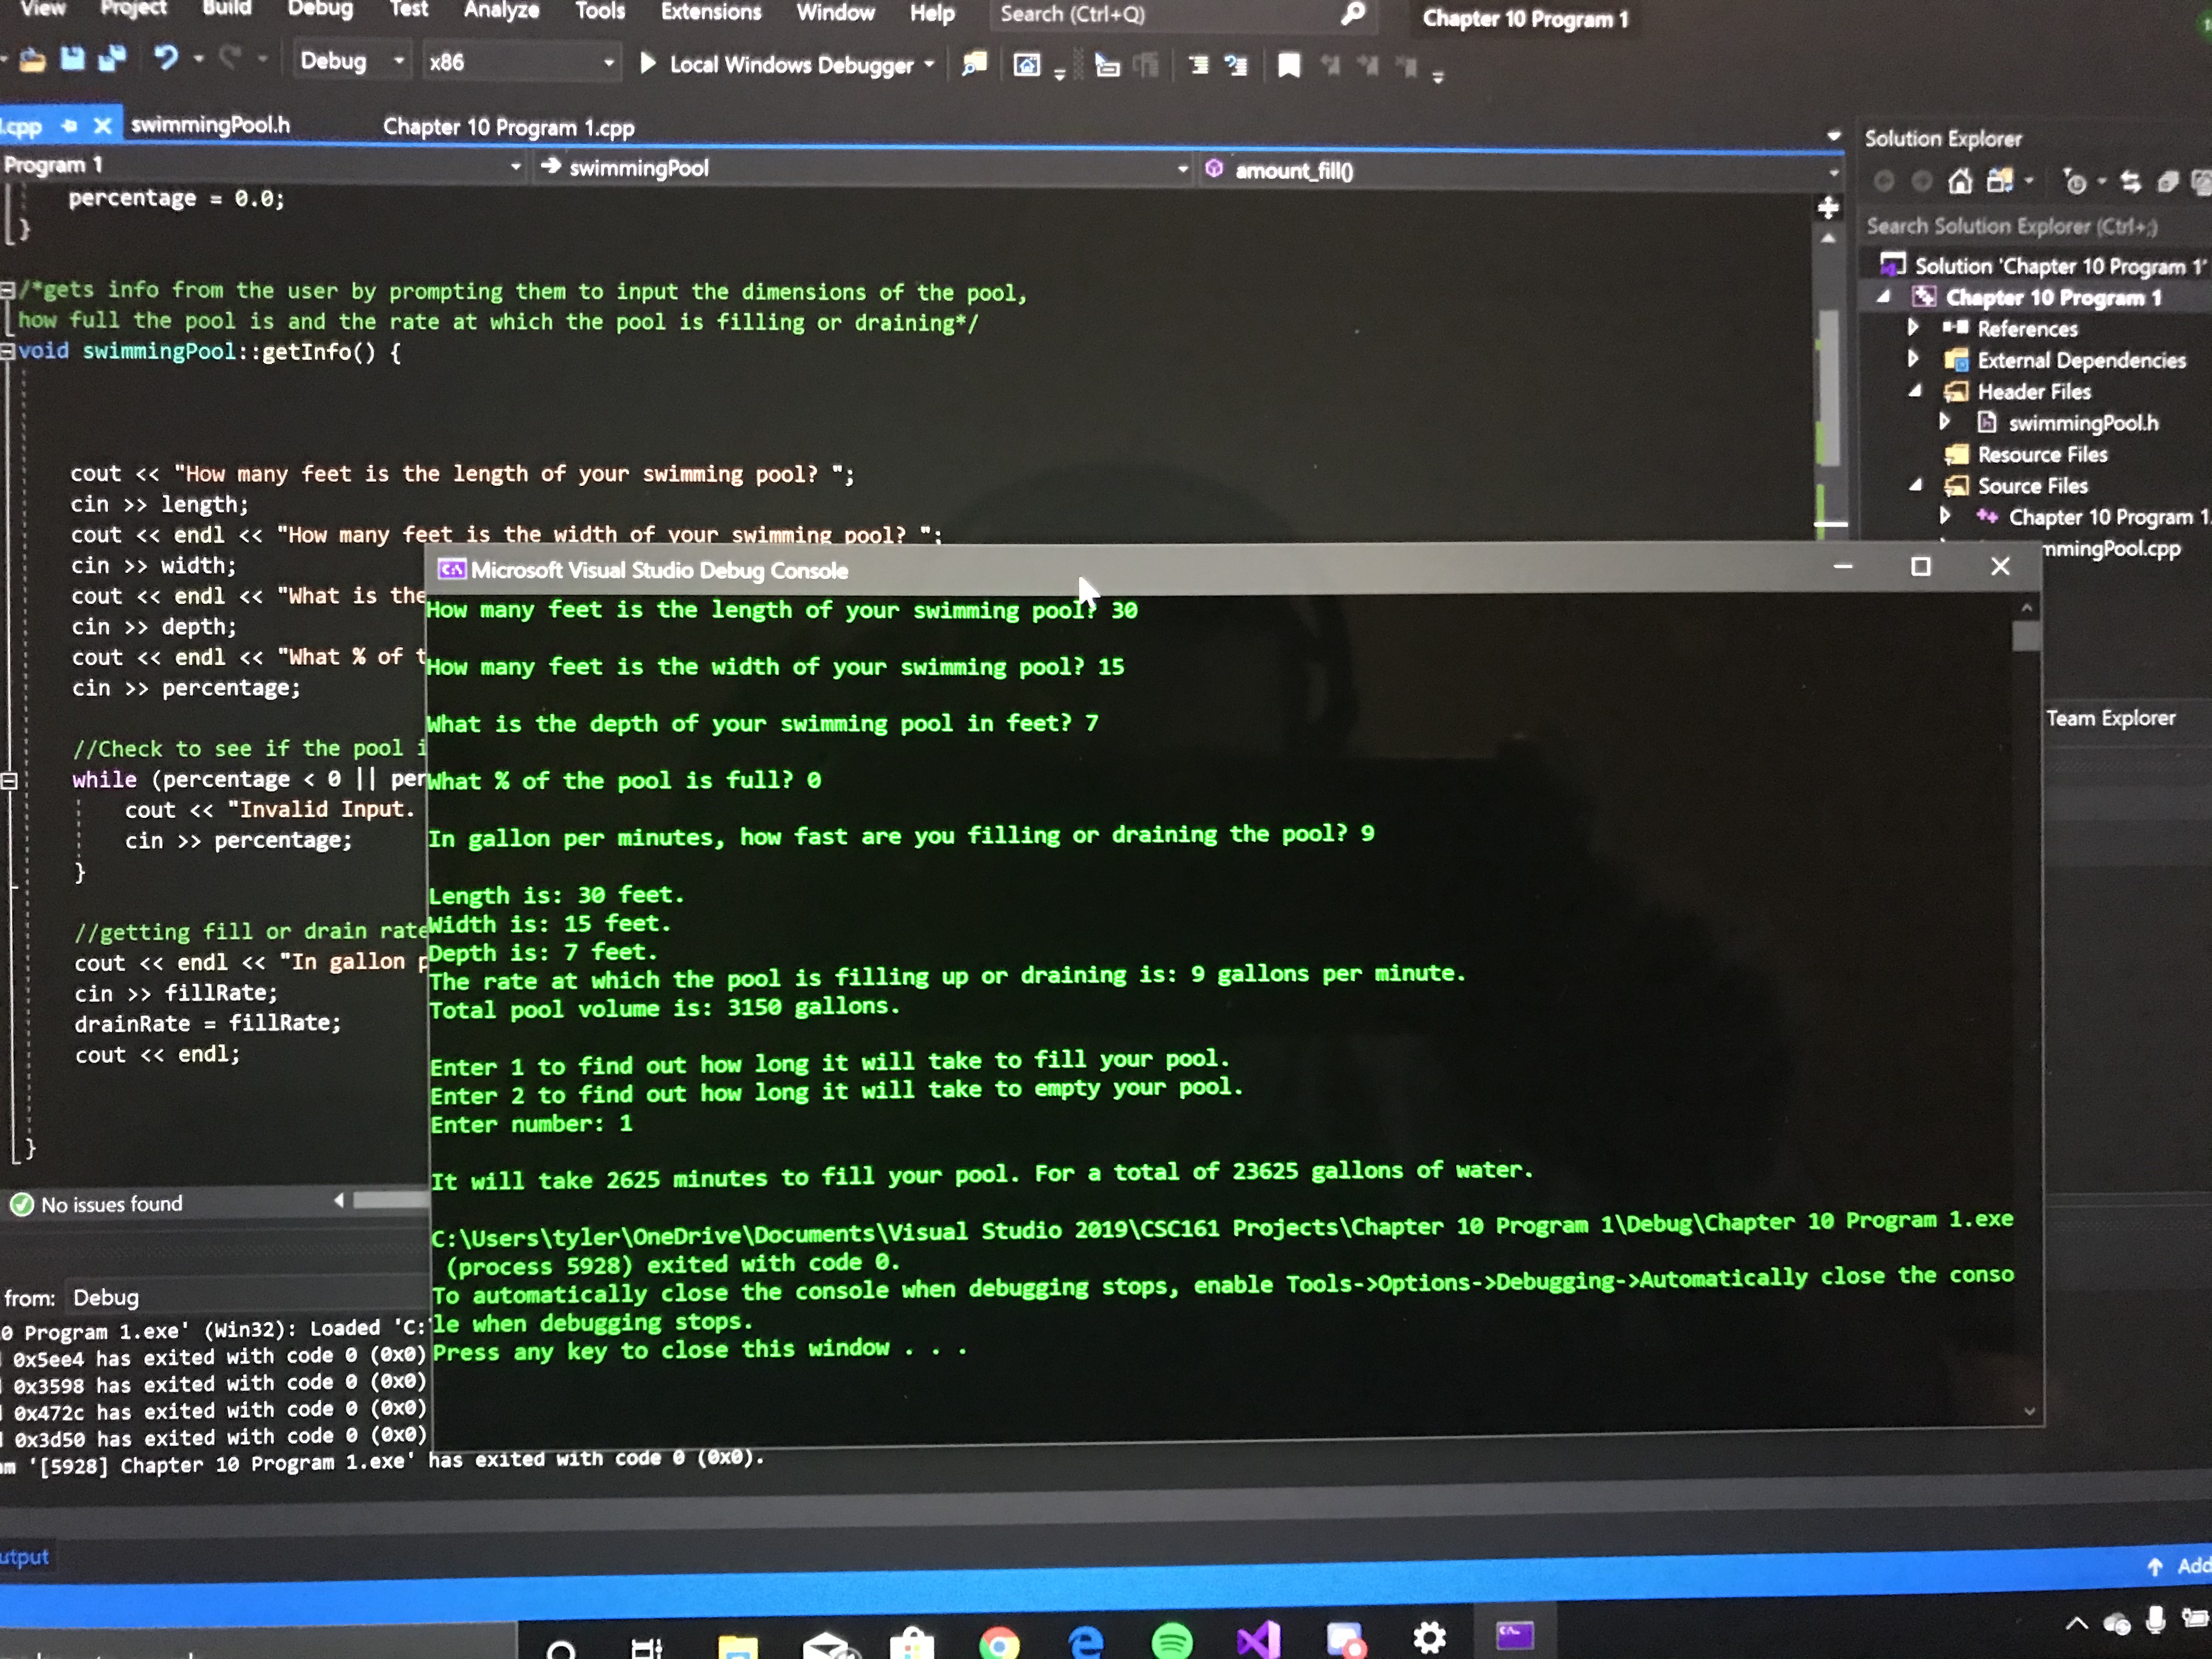 View Project Build Debug Test Analyze Tools Extensions Window Help Search (Ctrl+Q) Chapter 10 Program 1
Debug x86 Local Windows Debugger
.cpp swimmingPool.h Chapter 10 Program 1.cpp
Program 1 swimmingPool amount_fill()
percentage = 0.0;
}
/*gets info from the user by prompting them to input the dimensions of the pool,
how full the pool is and the rate at which the pool is filling or draining*/
void swimmingPool::getInfo() {
cout << "How many feet is the length of your swimming pool? ";
cin >> length;
cout << endl << "How many feet is the width of your swimming pool? ";
cin >> width;
cout << endl << "What is the
cin >> depth;
cout << endl << "What % of t
cin >> percentage;
//Check to see if the pool i
while (percentage < 0 || per
cout << "Invalid Input.
cin >> percentage;
}
//getting fill or drain rate
cout << endl << "In gallon p
cin >> fillRate;
drainRate = fillRate;
cout << endl;
}
No issues found
from: Debug
0 Program 1.exe' (Win32): Loaded 'C:
0x5ee4 has exited with code 0 (0x0)
0x3598 has exited with code 0 (0x0)
0x472c has exited with code 0 (0x0)
0x3d50 has exited with code 0 (0x0)
am '[5928] Chapter 10 Program 1.exe' has exited with code 0 (0x0).
utput
Microsoft Visual Studio Debug Console
How many feet is the length of your swimming pool? 30
How many feet is the width of your swimming pool? 15
What is the depth of your swimming pool in feet? 7
What % of the pool is full? 0
In gallon per minutes, how fast are you filling or draining the pool? 9
Length is: 30 feet.
Width is: 15 feet.
Depth is: 7 feet.
The rate at which the pool is filling up or draining is: 9 gallons per minute.
Total pool volume is: 3150 gallons.
Enter 1 to find out how long it will take to fill your pool.
Enter 2 to find out how long it will take to empty your pool.
Enter number: 1
It will take 2625 minutes to fill your pool. For a total of 23625 gallons of water.
C:\Users\tyler\OneDrive\Documents\Visual Studio 2019\CSC161 Projects\Chapter 10 Program 1\Debug\Chapter 10 Program 1.exe
(process 5928) exited with code 0.
To automatically close the console when debugging stops, enable Tools->Options->Debugging->Automatically close the conso
le when debugging stops.
Press any key to close this window . . .
Solution Explorer
Search Solution Explorer (Ctrl+;)
Solution 'Chapter 10 Program 1'
Chapter 10 Program 1
References
External Dependencies
Header Files
swimmingPool.h
Resource Files
Source Files
Chapter 10 Program 1
mmingPool.cpp
Team Explorer
Add